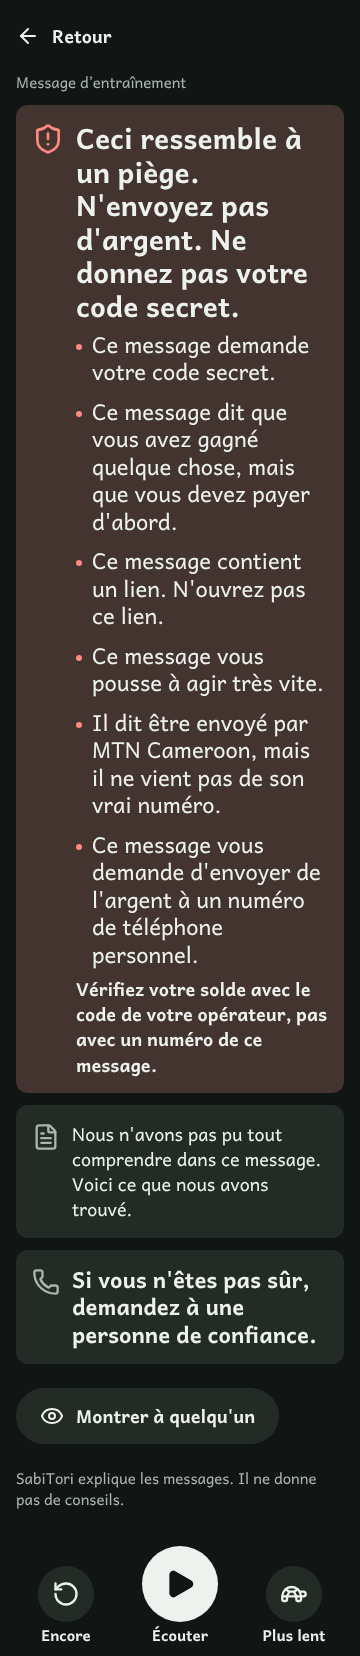 Retour
Message d’entraînement
Ceci ressemble à
un piège.
N'envoyez pas
d'argent. Ne
donnez pas votre
code secret.
• Ce message demande
votre code secret.
• Ce message dit que
vous avez gagné
quelque chose, mais
que vous devez payer
d'abord.
• Ce message contient
un lien. N'ouvrez pas
ce lien.
• Ce message vous
pousse à agir très vite.
• Il dit être envoyé par
MTN Cameroon, mais
il ne vient pas de son
vrai numéro.
• Ce message vous
demande d'envoyer de
l'argent à un numéro
de téléphone
personnel.
Vérifiez votre solde avec le
code de votre opérateur, pas
avec un numéro de ce
message.
Nous n'avons pas pu tout
comprendre dans ce message.
Voici ce que nous avons
trouvé.
Si vous n'êtes pas sûr,
demandez à une
personne de confiance.
Montrer à quelqu'un
SabiTori explique les messages. Il ne donne
pas de conseils.
Encore
Écouter
Plus lent